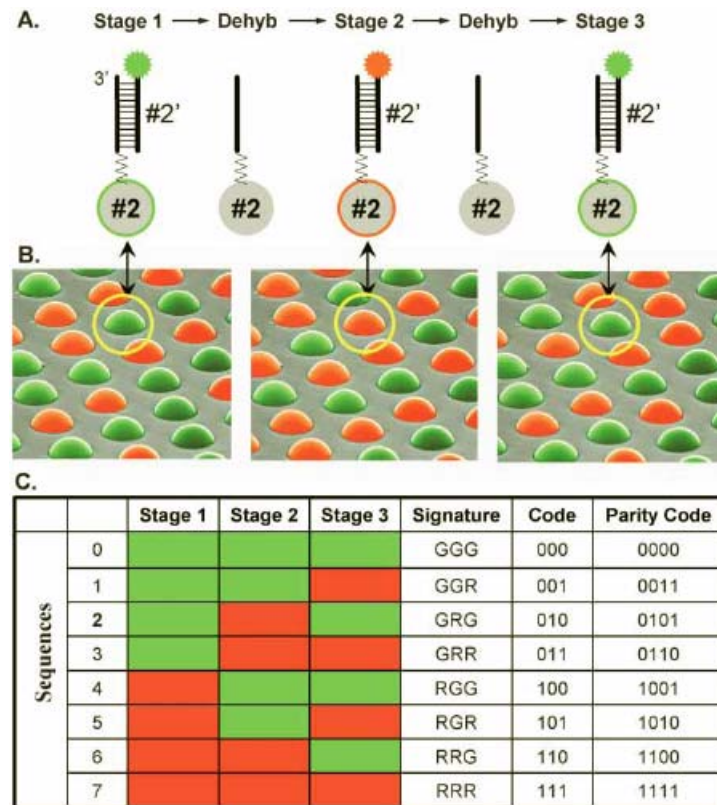 A. Stage 1 → Dehyb → Stage 2 → Dehyb → Stage 3
3' #2' #2' #2'
#2 #2 #2 #2 #2
B.
C.
Stage 1 Stage 2 Stage 3 Signature Code Parity Code
Sequences
0 GGG 000 0000
1 GGR 001 0011
2 GRG 010 0101
3 GRR 011 0110
4 RGG 100 1001
5 RGR 101 1010
6 RRG 110 1100
7 RRR 111 1111